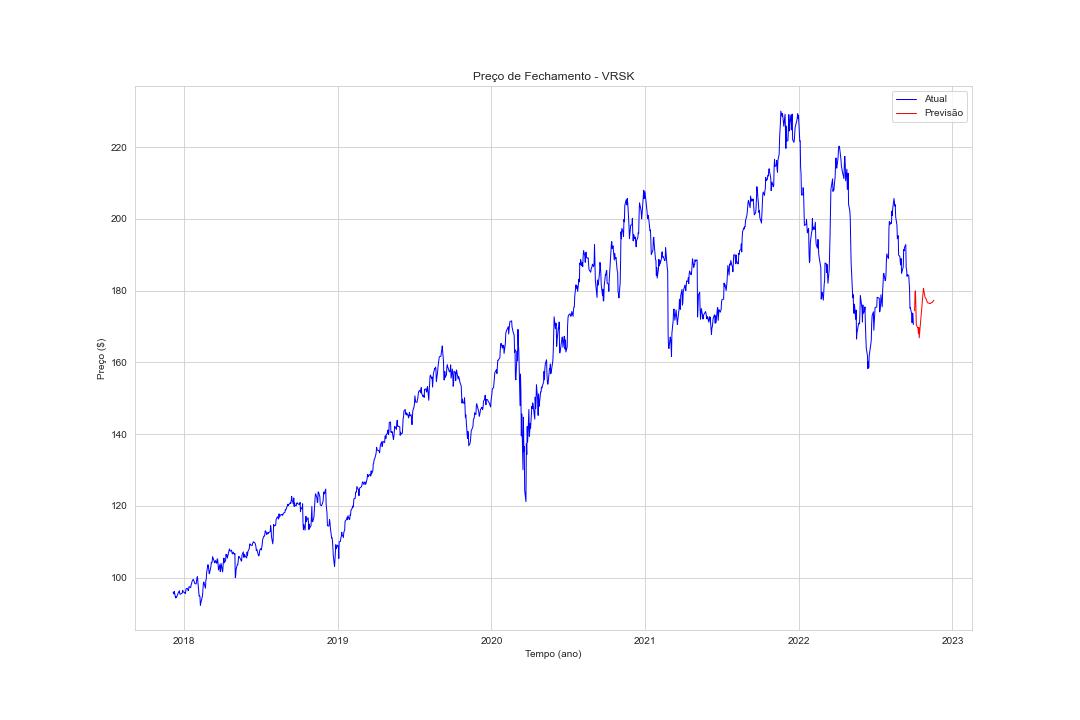 Preço de Fechamento - VRSK
Atual
Previsão
220
200
180
160
140
120
100
Preço ($)
2018 2019 2020 2021 2022 2023
Tempo (ano)